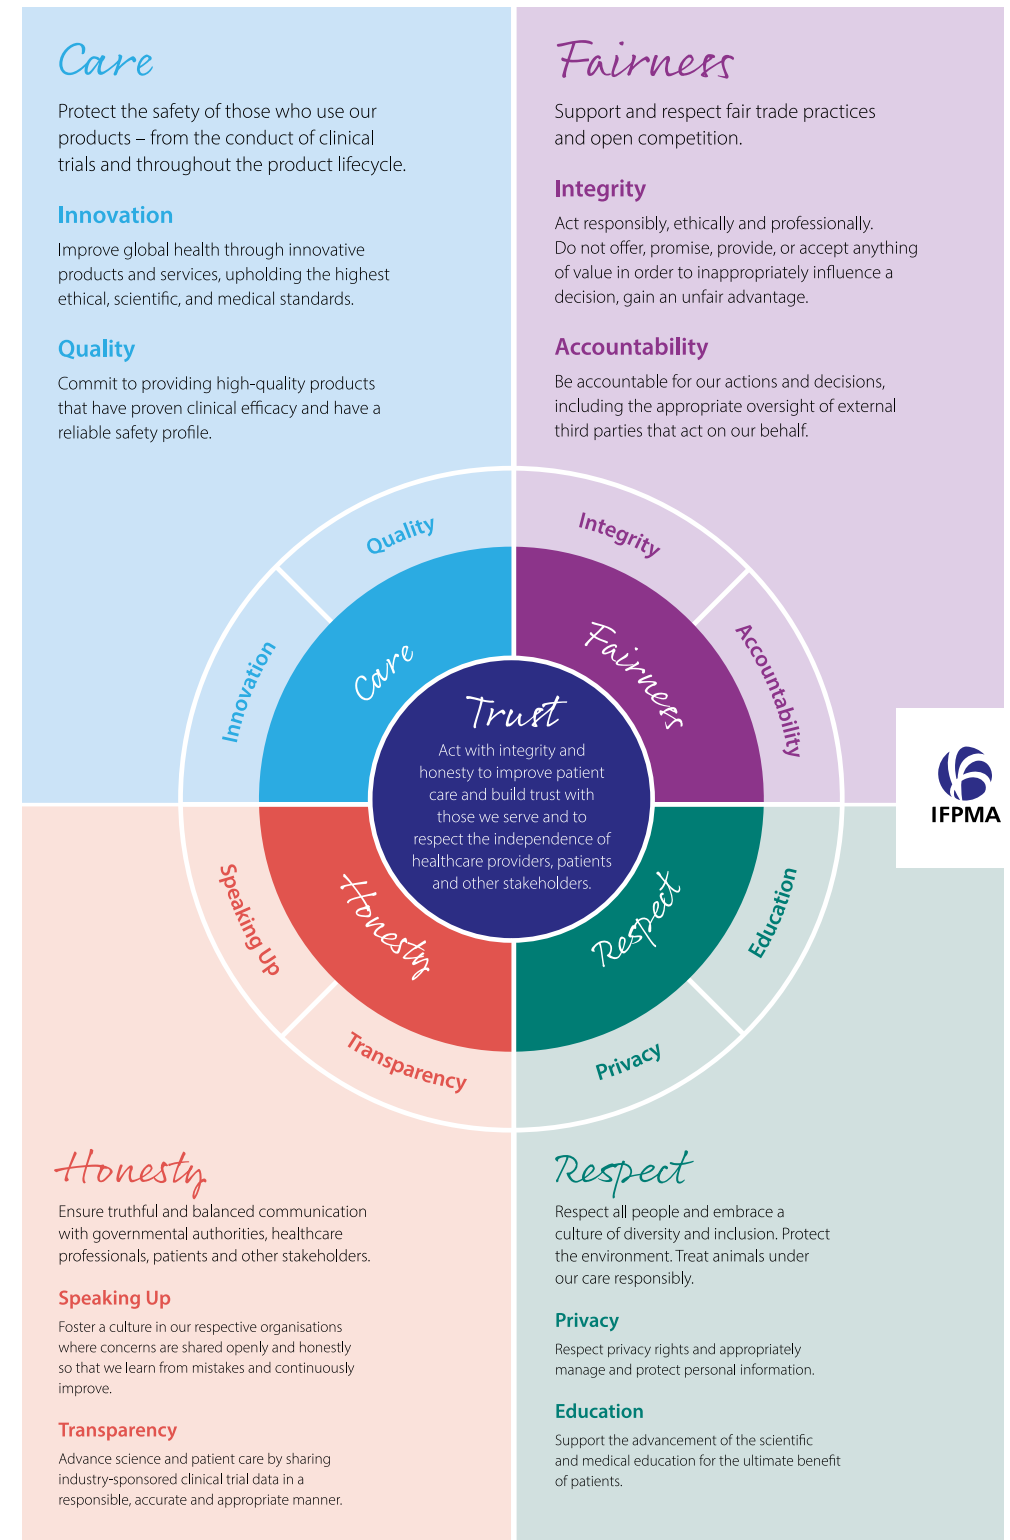 Care
Protect the safety of those who use our
products – from the conduct of clinical
trials and throughout the product lifecycle.
Innovation
Improve global health through innovative
products and services, upholding the highest
ethical, scientific, and medical standards.
Quality
Commit to providing high-quality products
that have proven clinical efficacy and have a
reliable safety profile.
Fairness
Support and respect fair trade practices
and open competition.
Integrity
Act responsibly, ethically and professionally.
Do not offer, promise, provide, or accept anything
of value in order to inappropriately influence a
decision, gain an unfair advantage.
Accountability
Be accountable for our actions and decisions,
including the appropriate oversight of external
third parties that act on our behalf.
Quality
Integrity
Innovation
Accountability
Care
Fairness
Trust
Act with integrity and
honesty to improve patient
care and build trust with
those we serve and to
respect the independence of
healthcare providers, patients
and other stakeholders.
IFPMA
Honesty
Respect
Speaking Up
Education
Transparency
Privacy
Honesty
Ensure truthful and balanced communication
with governmental authorities, healthcare
professionals, patients and other stakeholders.
Speaking Up
Foster a culture in our respective organisations
where concerns are shared openly and honestly
so that we learn from mistakes and continuously
improve.
Transparency
Advance science and patient care by sharing
industry-sponsored clinical trial data in a
responsible, accurate and appropriate manner.
Respect
Respect all people and embrace a
culture of diversity and inclusion. Protect
the environment. Treat animals under
our care responsibly.
Privacy
Respect privacy rights and appropriately
manage and protect personal information.
Education
Support the advancement of the scientific
and medical education for the ultimate benefit
of patients.